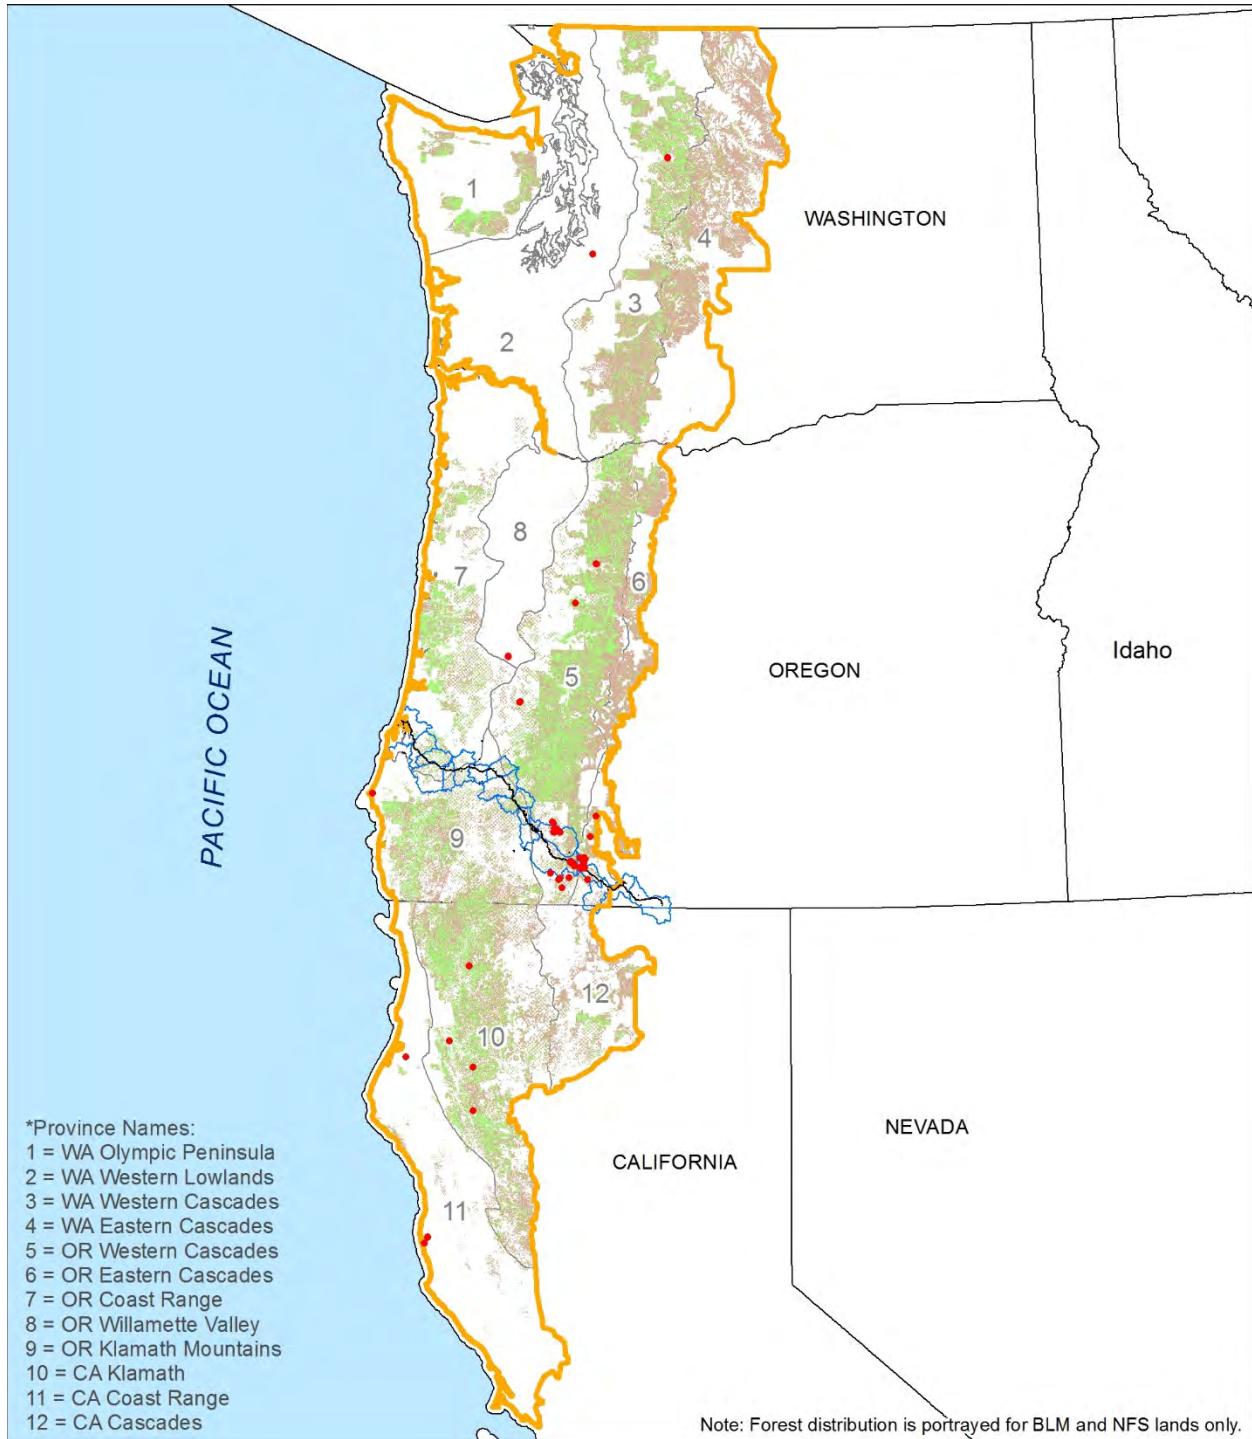 1
WASHINGTON
4
3
2
8
7
6
Idaho
OREGON
5
PACIFIC OCEAN
9
12
10
*Province Names:
1 = WA Olympic Peninsula
2 = WA Western Lowlands
3 = WA Western Cascades
4 = WA Eastern Cascades
5 = OR Western Cascades
6 = OR Eastern Cascades
7 = OR Coast Range
8 = OR Willamette Valley
9 = OR Klamath Mountains
10 = CA Klamath
11 = CA Coast Range
12 = CA Cascades
NEVADA
CALIFORNIA
11
Note: Forest distribution is portrayed for BLM and NFS lands only.